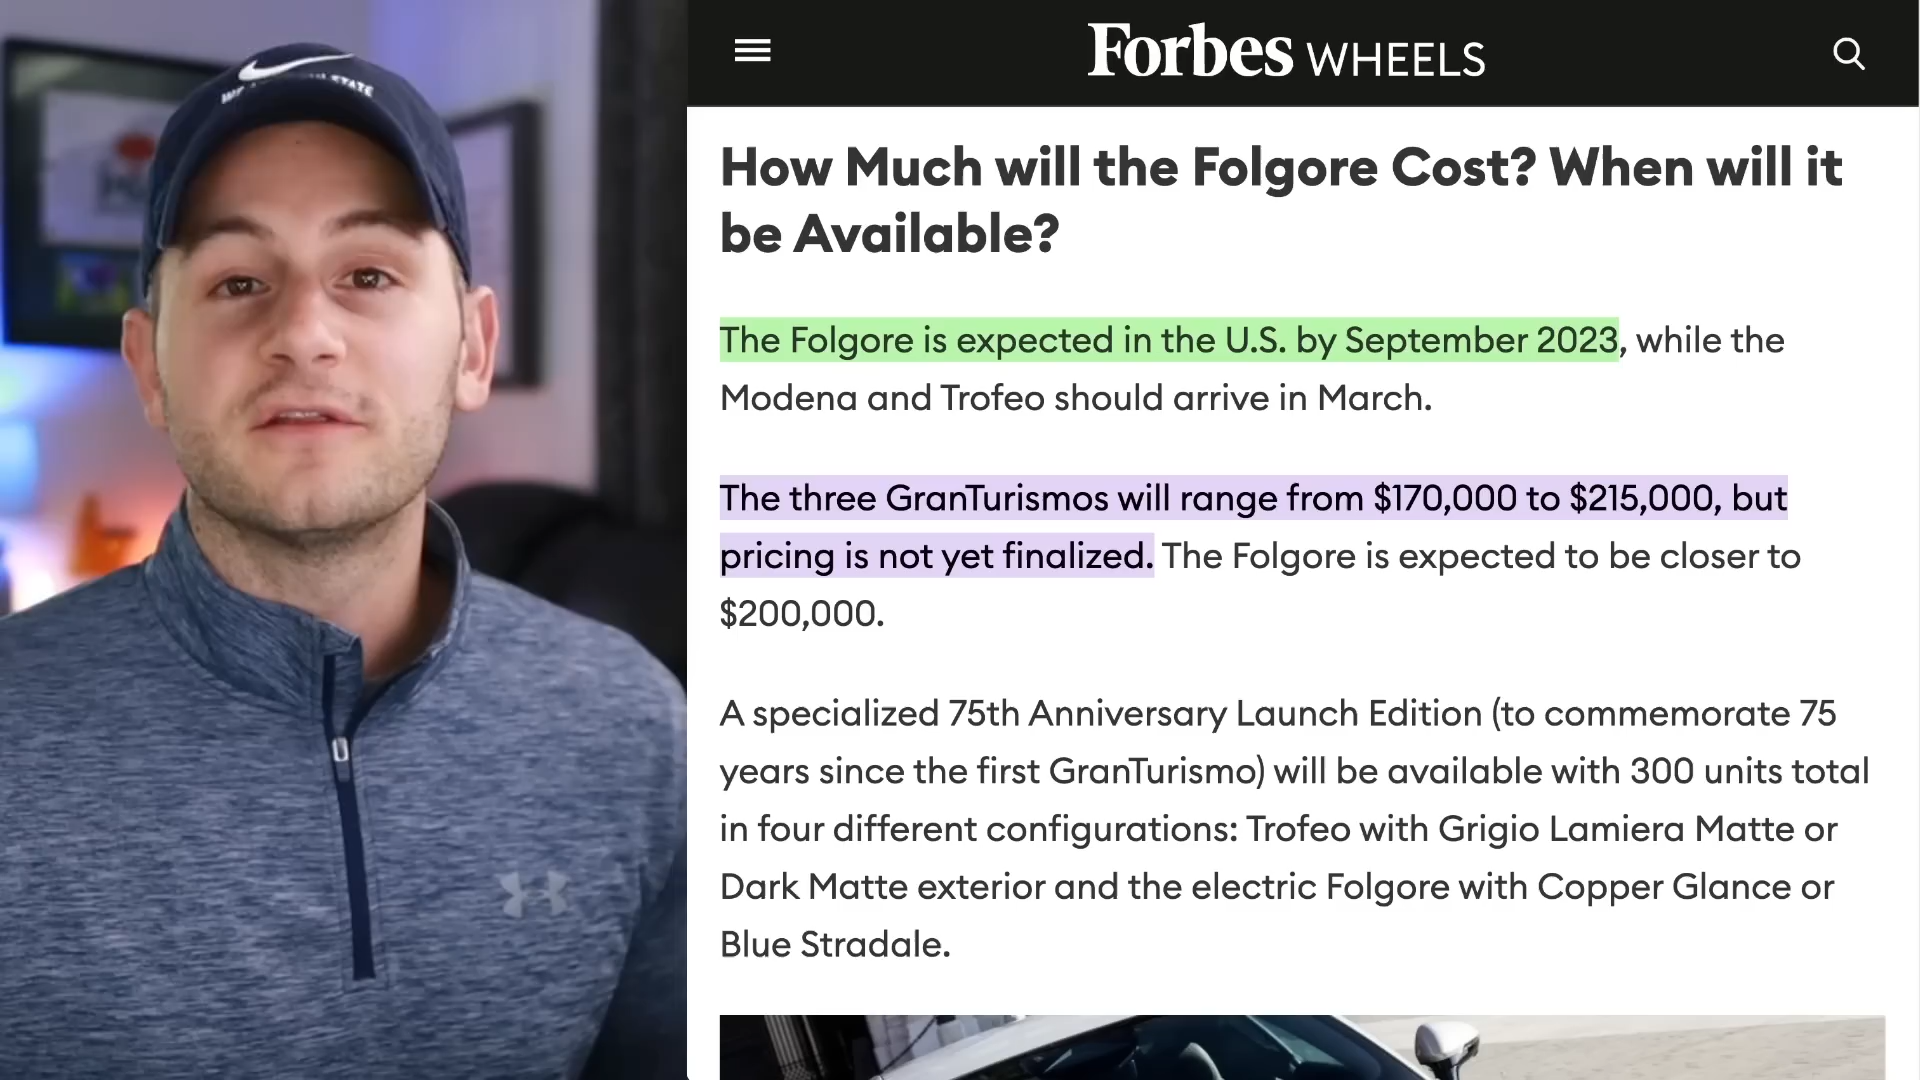 Forbes WHEELS
How Much will the Folgore Cost? When will it
be Available?
The Folgore is expected in the U.S. by September 2023, while the
Modena and Trofeo should arrive in March.
The three GranTurismos will range from $170,000 to $215,000, but
pricing is not yet finalized. The Folgore is expected to be closer to
$200,000.
A specialized 75th Anniversary Launch Edition (to commemorate 75
years since the first GranTurismo) will be available with 300 units total
in four different configurations: Trofeo with Grigio Lamiera Matte or
Dark Matte exterior and the electric Folgore with Copper Glance or
Blue Stradale.